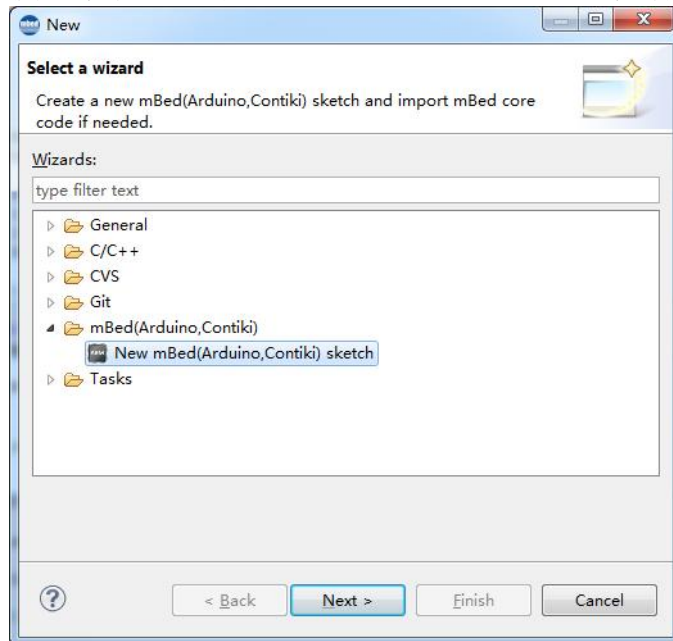 New
Select a wizard
Create a new mBed(Arduino,Contiki) sketch and import mBed core
code if needed.
Wizards:
type filter text
General
C/C++
CVS
Git
mBed(Arduino,Contiki)
New mBed(Arduino,Contiki) sketch
Tasks
?
< Back Next > Finish Cancel